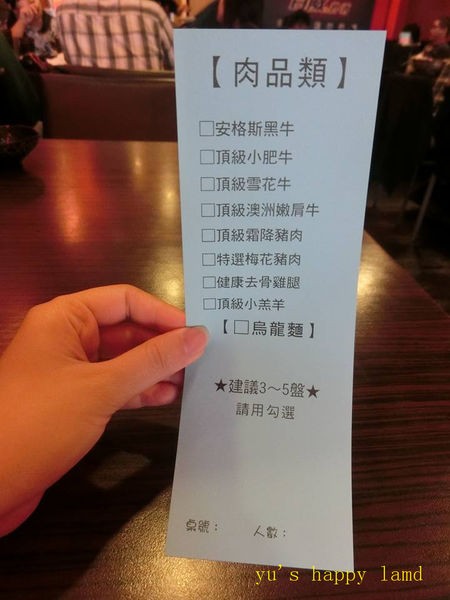 【肉品類】
□安格斯黑牛
□頂級小肥牛
□頂級雪花牛
□頂級澳洲嫩肩牛
□頂級霜降豬肉
□特選梅花豬肉
□健康去骨雞腿
□頂級小羔羊
【□烏龍麵】
★建議3～5盤★
請用勾選
桌號： 人數：
yu's happy lamd